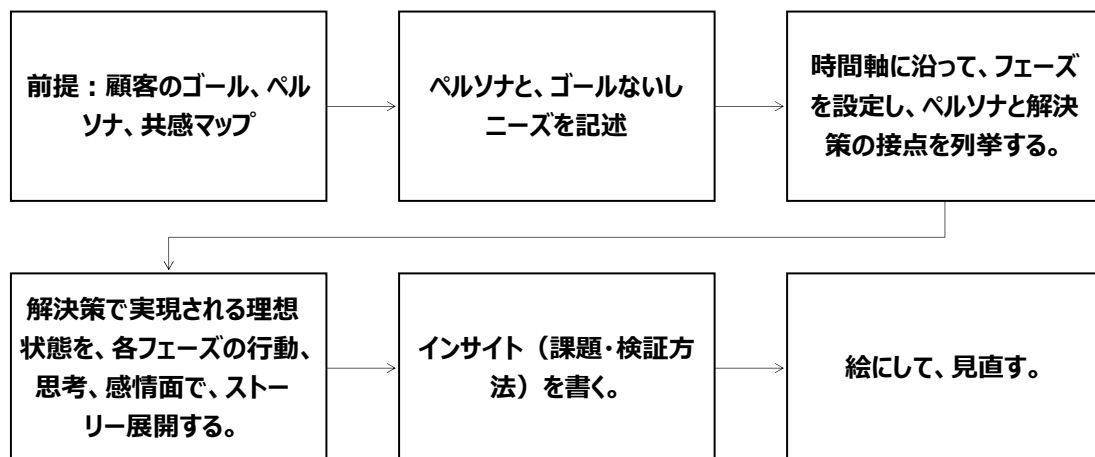 前提：顧客のゴール、ペル
ソナ、共感マップ
ペルソナと、ゴールないし
ニーズを記述
時間軸に沿って、フェーズ
を設定し、ペルソナと解決
策の接点を列挙する。
解決策で実現される理想
状態を、各フェーズの行動、
思考、感情面で、ストー
リー展開する。
インサイト（課題・検証方
法）を書く。
絵にして、見直す。